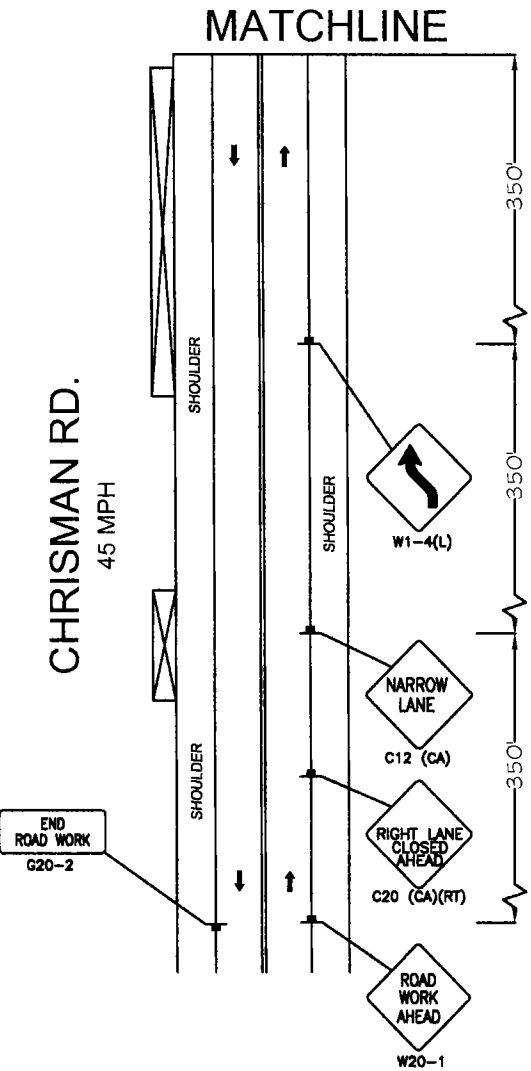 MATCHLINE
350'
SHOULDER
CHRISMAN RD.
45 MPH
SHOULDER
W1-4(L)
350'
NARROW
LANE
C12 (CA)
SHOULDER
350'
END
ROAD WORK
G20-2
RIGHT LANE
CLOSED
AHEAD
C20 (CA)(RT)
ROAD
WORK
AHEAD
W20-1